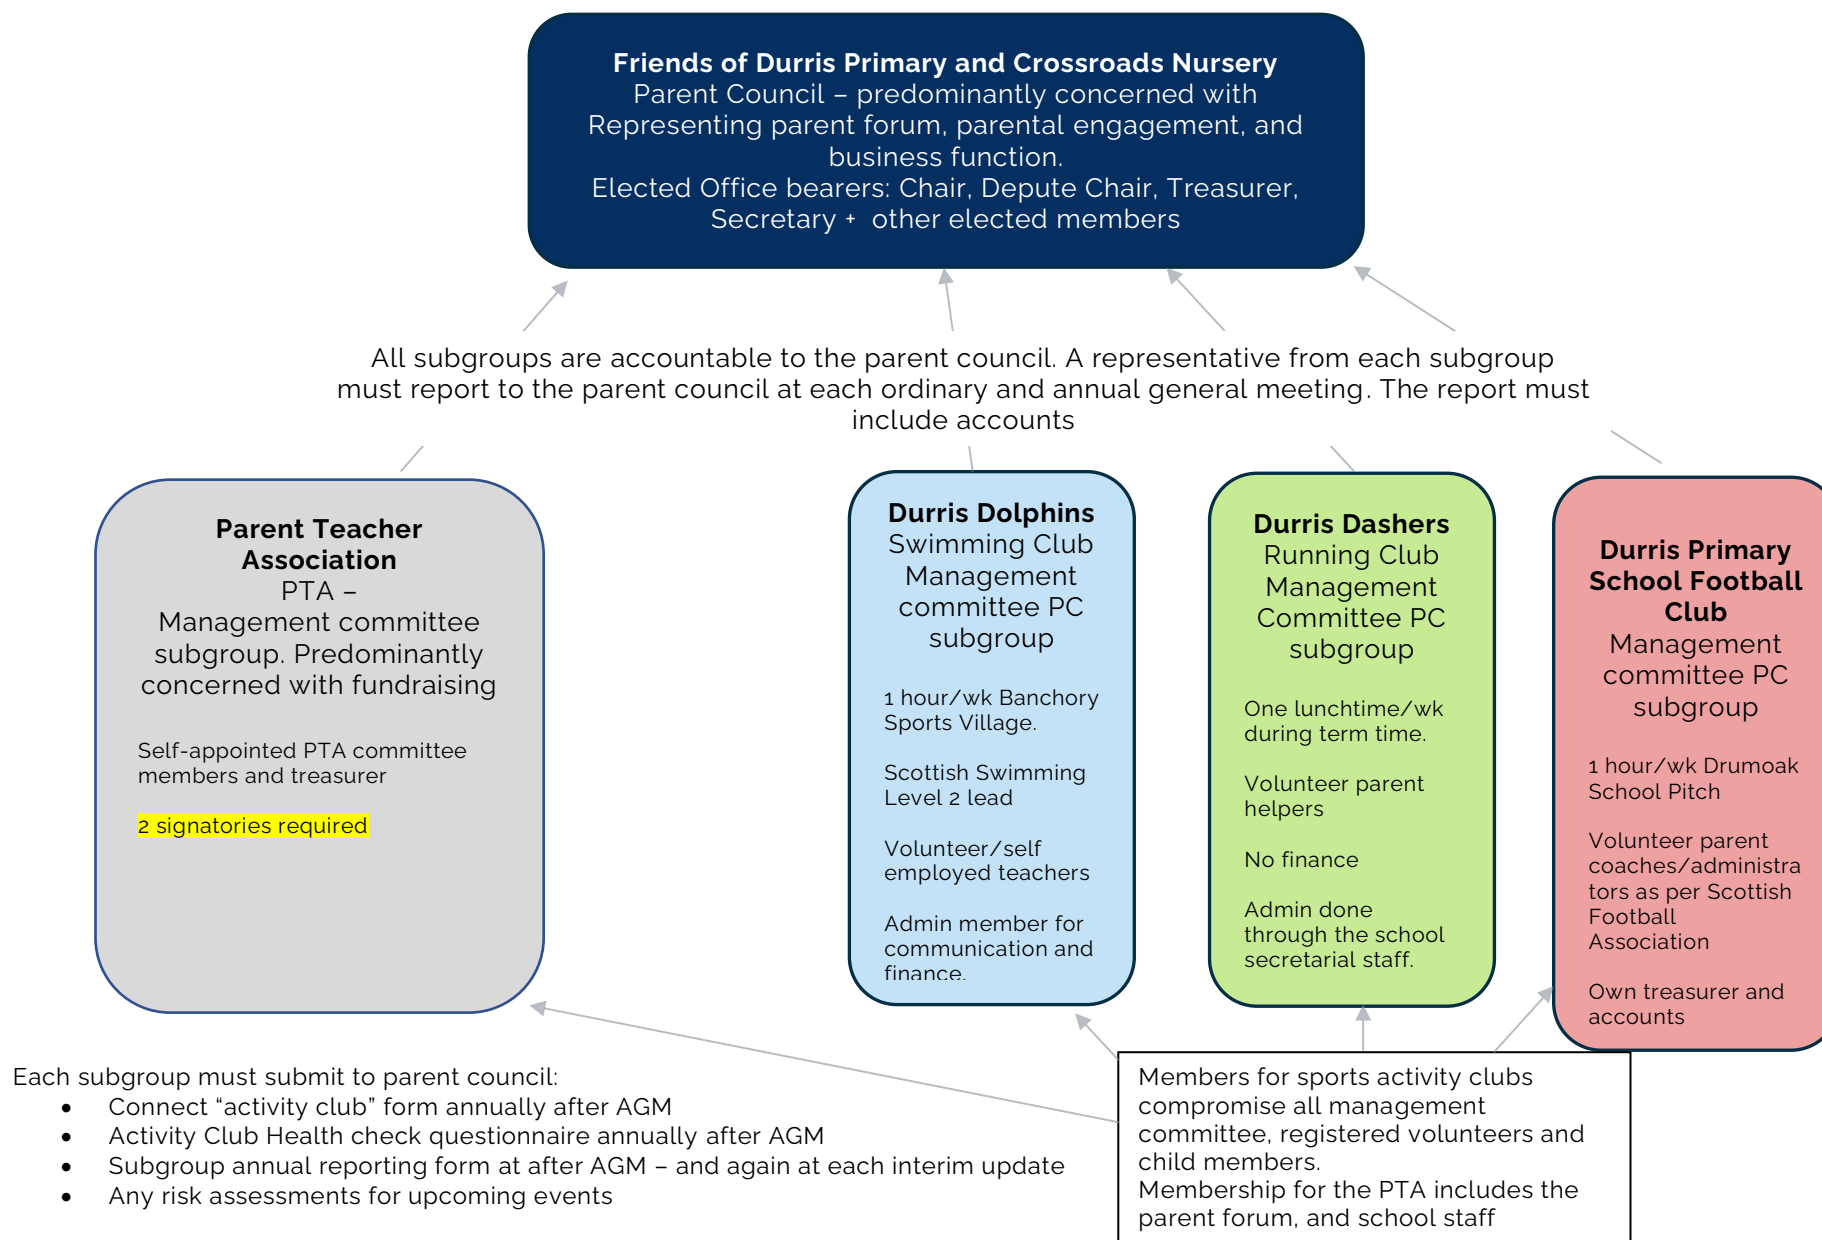 Friends of Durris Primary and Crossroads Nursery
Parent Council – predominantly concerned with
Representing parent forum, parental engagement, and
business function.
Elected Office bearers: Chair, Depute Chair, Treasurer,
Secretary + other elected members
All subgroups are accountable to the parent council. A representative from each subgroup
must report to the parent council at each ordinary and annual general meeting. The report must
include accounts
Parent Teacher
Association
PTA –
Management committee
subgroup. Predominantly
concerned with fundraising
Self-appointed PTA committee
members and treasurer
2 signatories required
Durris Dolphins
Swimming Club
Management
committee PC
subgroup
1 hour/wk Banchory
Sports Village.
Scottish Swimming
Level 2 lead
Volunteer/self
employed teachers
Admin member for
communication and
finance.
Durris Dashers
Running Club
Management
Committee PC
subgroup
One lunchtime/wk
during term time.
Volunteer parent
helpers
No finance
Admin done
through the school
secretarial staff.
Durris Primary
School Football
Club
Management
committee PC
subgroup
1 hour/wk Drumoak
School Pitch
Volunteer parent
coaches/administra
tors as per Scottish
Football
Association
Own treasurer and
accounts
Each subgroup must submit to parent council:
• Connect “activity club” form annually after AGM
• Activity Club Health check questionnaire annually after AGM
• Subgroup annual reporting form at after AGM – and again at each interim update
• Any risk assessments for upcoming events
Members for sports activity clubs
compromise all management
committee, registered volunteers and
child members.
Membership for the PTA includes the
parent forum, and school staff